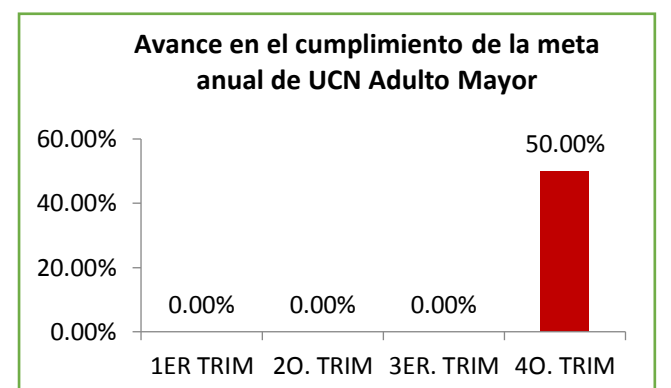 Avance en el cumplimiento de la meta
anual de UCN Adulto Mayor
60.00%
50.00%
40.00%
20.00%
0.00% 0.00% 0.00%
0.00%
1ER TRIM 2O. TRIM 3ER. TRIM 4O. TRIM